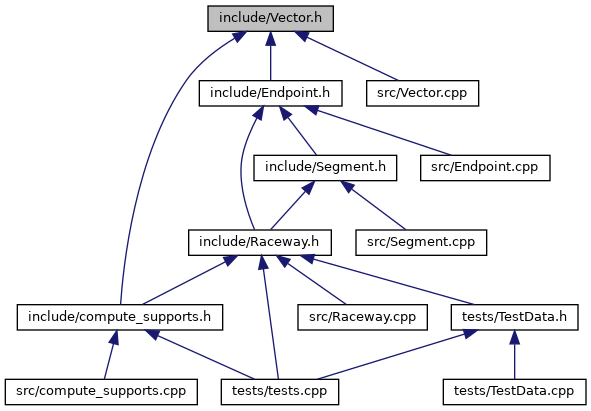 include/Vector.h
include/Endpoint.h
src/Vector.cpp
include/Segment.h
src/Endpoint.cpp
include/Raceway.h
src/Segment.cpp
include/compute_supports.h
src/Raceway.cpp
tests/TestData.h
src/compute_supports.cpp
tests/tests.cpp
tests/TestData.cpp